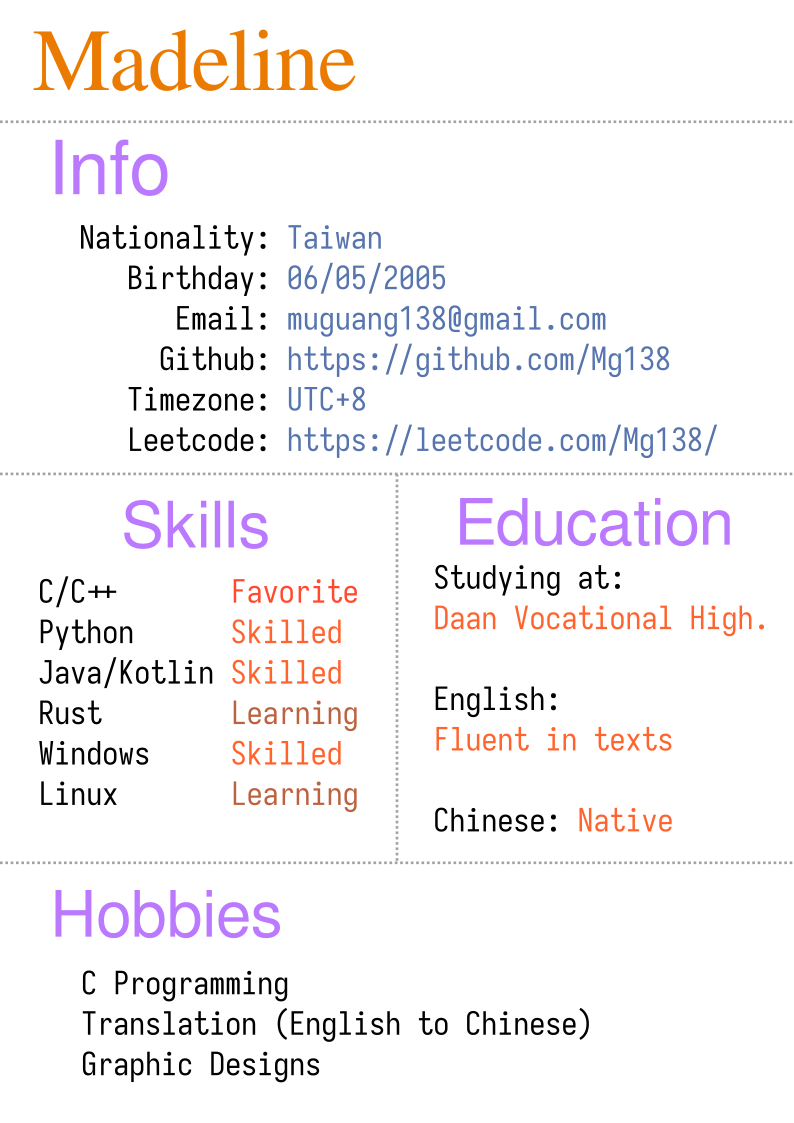 Madeline
Info
Nationality: Taiwan
Birthday: 06/05/2005
Email: muguang138@gmail.com
Github: https://github.com/Mg138
Timezone: UTC+8
Leetcode: https://leetcode.com/Mg138/
Skills
C/C++ Favorite
Python Skilled
Java/Kotlin Skilled
Rust Learning
Windows Skilled
Linux Learning
Education
Studying at:
Daan Vocational High.
English:
Fluent in texts
Chinese: Native
Hobbies
C Programming
Translation (English to Chinese)
Graphic Designs